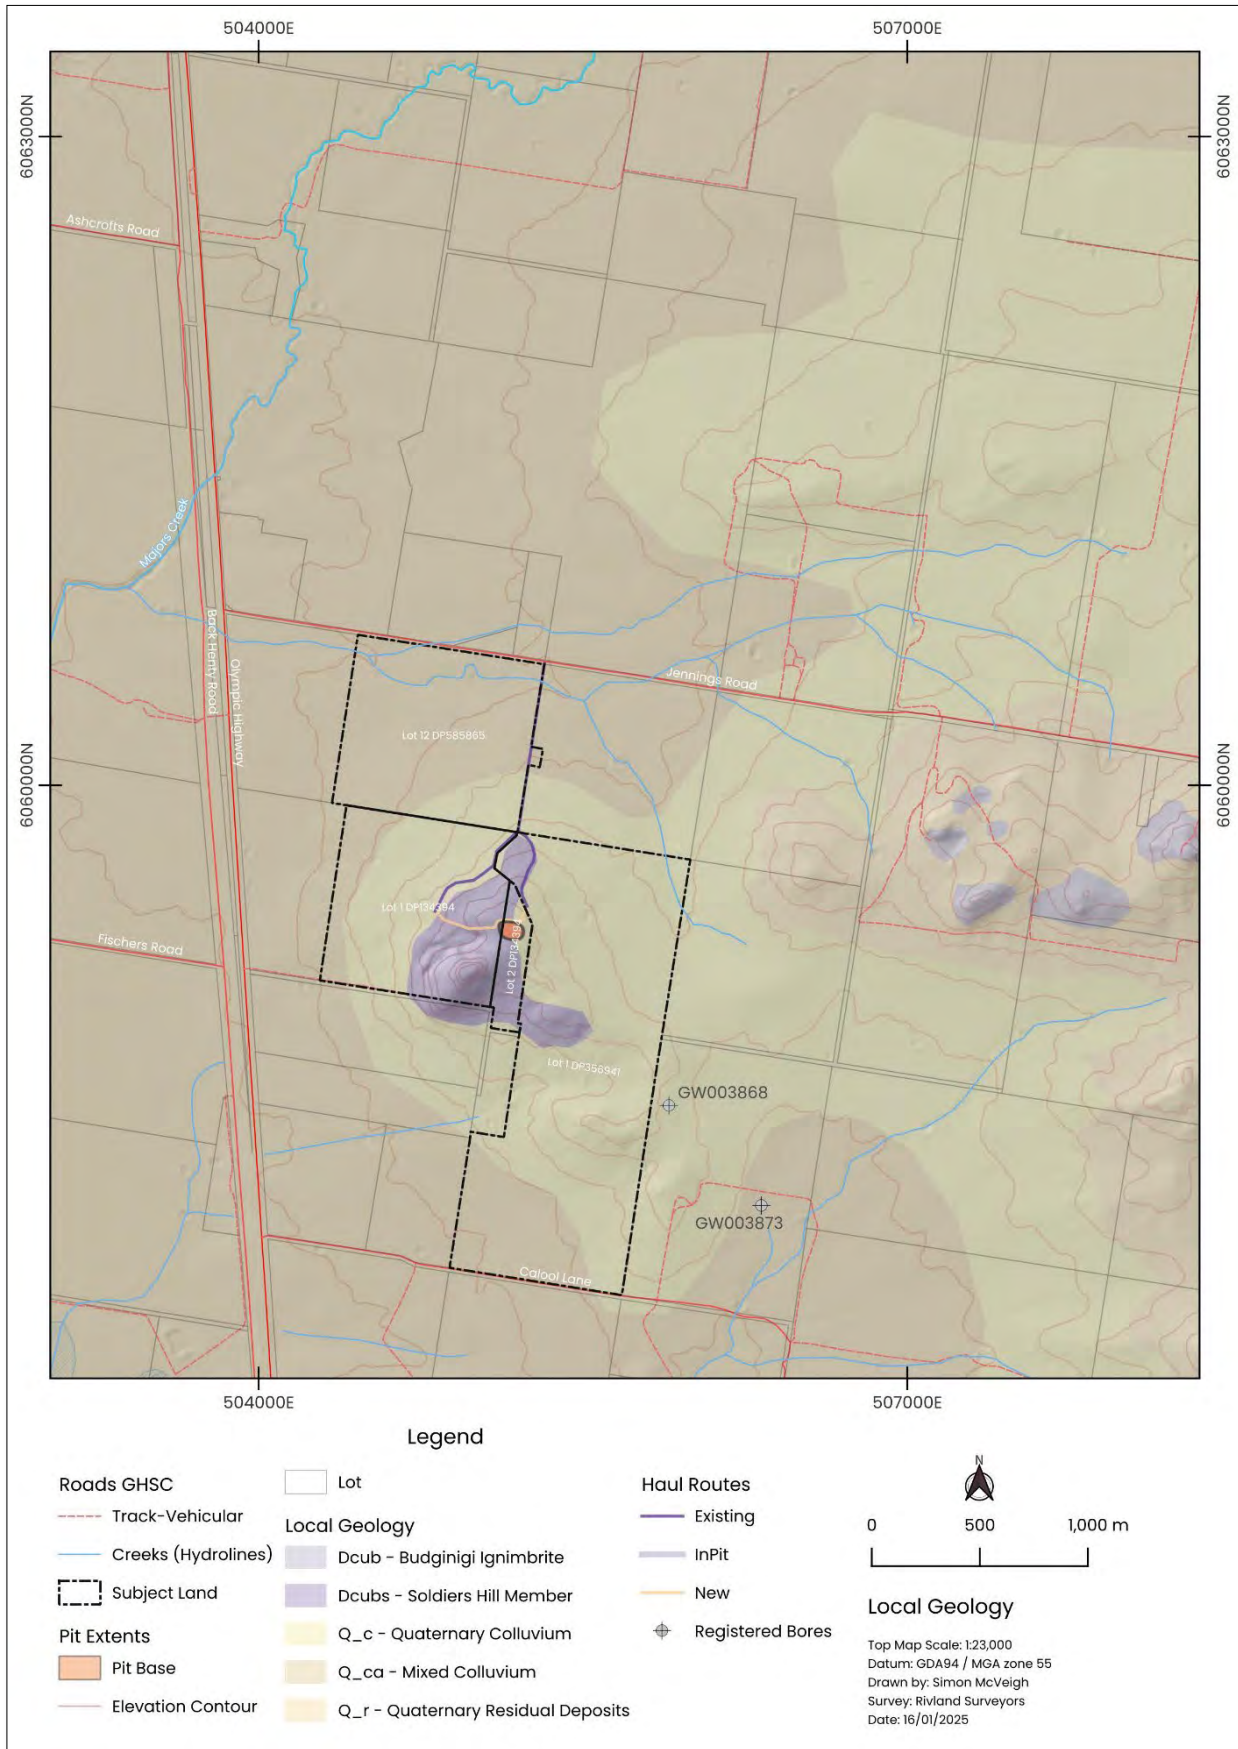 504000E
507000E
6063000N
6063000N
Ashcrofts Road
Majors Creek
Back Henty Road
Olympic Highway
Jennings Road
Lot 12 DP585865
6060000N
6060000N
Lot 1 DP134394
Lot 2 DP134394
Fischers Road
Lot 1 DP356941
GW003868
GW003873
Calool Lane
504000E
507000E
Legend
Roads GHSC
Track-Vehicular
Creeks (Hydrolines)
Subject Land
Pit Extents
Pit Base
Elevation Contour
Lot
Local Geology
Dcub - Budginigi Ignimbrite
Dcubs - Soldiers Hill Member
Q_c - Quaternary Colluvium
Q_ca - Mixed Colluvium
Q_r - Quaternary Residual Deposits
Haul Routes
Existing
InPit
New
Registered Bores
N
0 500 1,000 m
Local Geology
Top Map Scale: 1:23,000
Datum: GDA94 / MGA zone 55
Drawn by: Simon McVeigh
Survey: Rivland Surveyors
Date: 16/01/2025